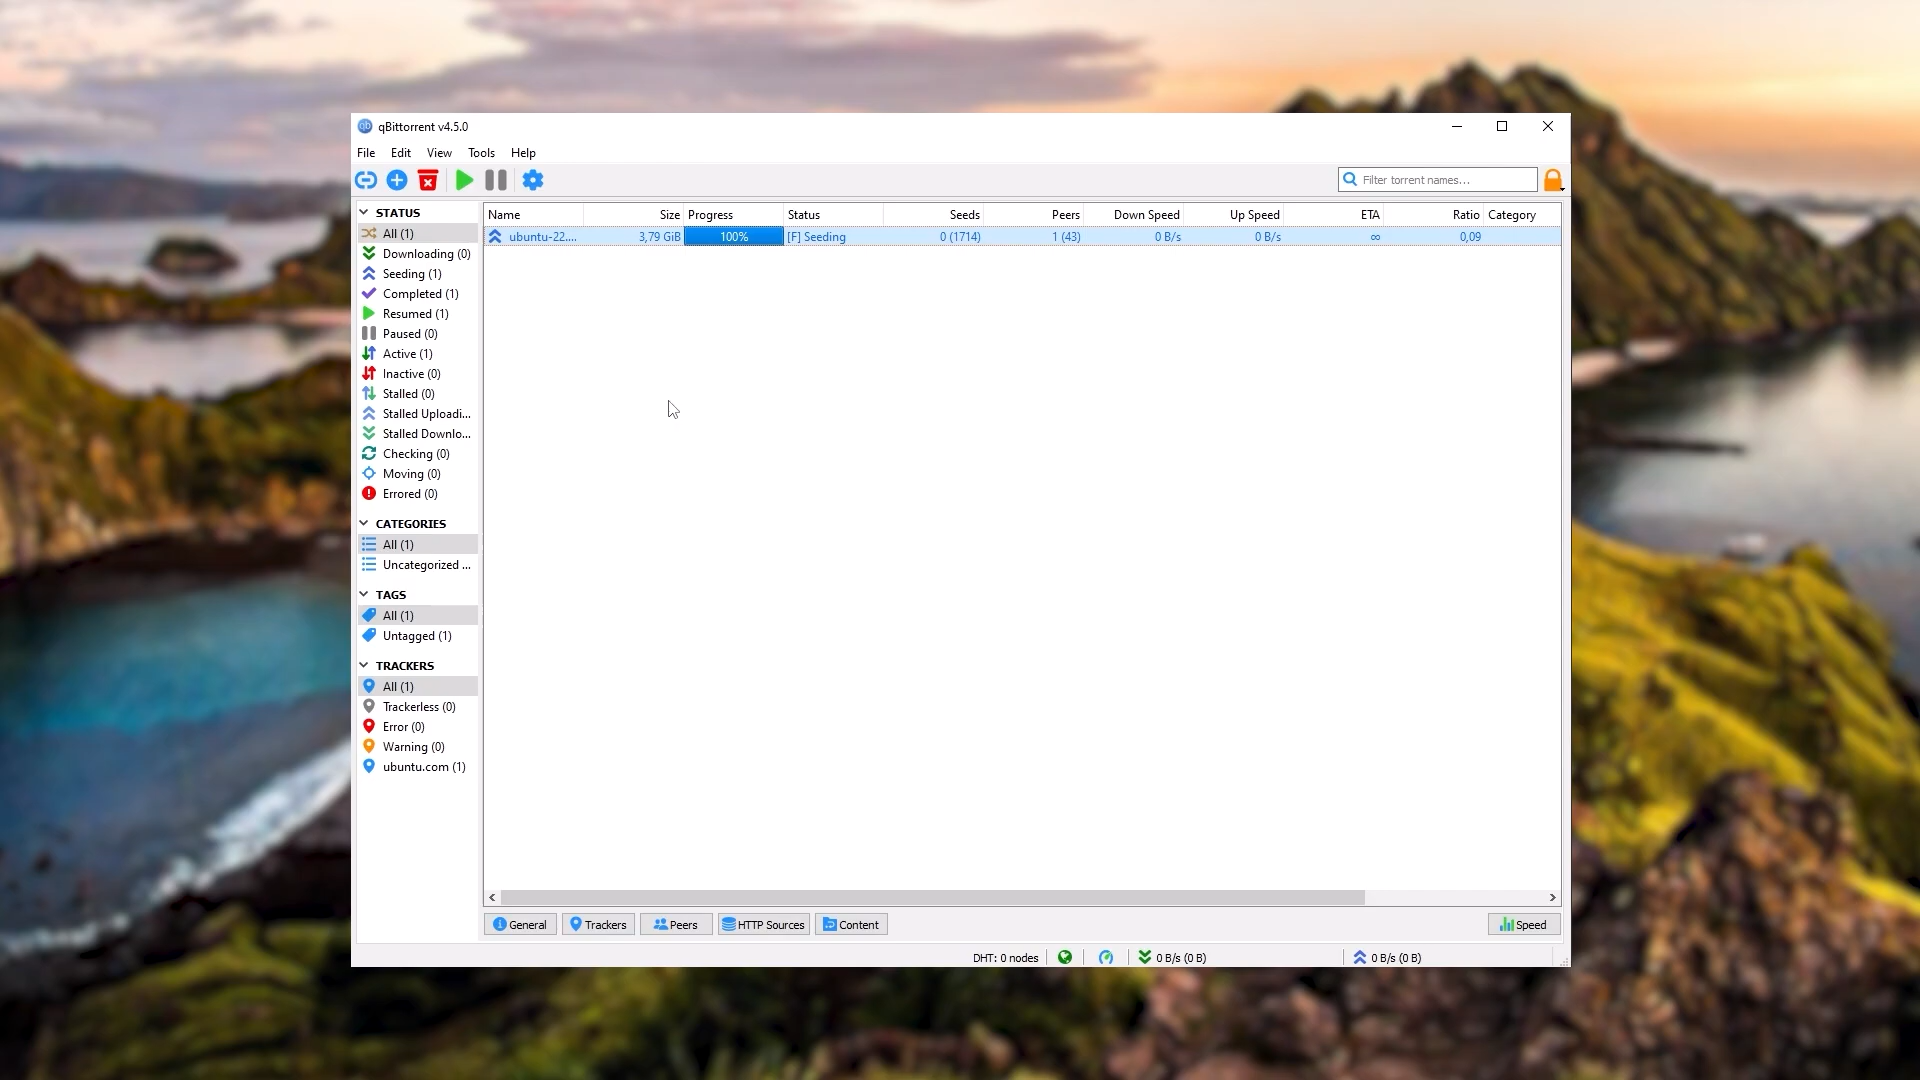 qBittorrent v4.5.0
File Edit View Tools Help
Filter torrent names...
STATUS
All (1)
Downloading (0)
Seeding (1)
Completed (1)
Resumed (1)
Paused (0)
Active (1)
Inactive (0)
Stalled (0)
Stalled Uploadi...
Stalled Downlo...
Checking (0)
Moving (0)
Errored (0)
CATEGORIES
All (1)
Uncategorized ...
TAGS
All (1)
Untagged (1)
TRACKERS
All (1)
Trackerless (0)
Error (0)
Warning (0)
ubuntu.com (1)
Name Size Progress Status Seeds Peers Down Speed Up Speed ETA Ratio Category
ubuntu-22.... 3,79 GiB 100% [F] Seeding 0 (1714) 1 (43) 0 B/s 0 B/s ∞ 0,09
General Trackers Peers HTTP Sources Content Speed
DHT: 0 nodes 0 B/s (0 B) 0 B/s (0 B)